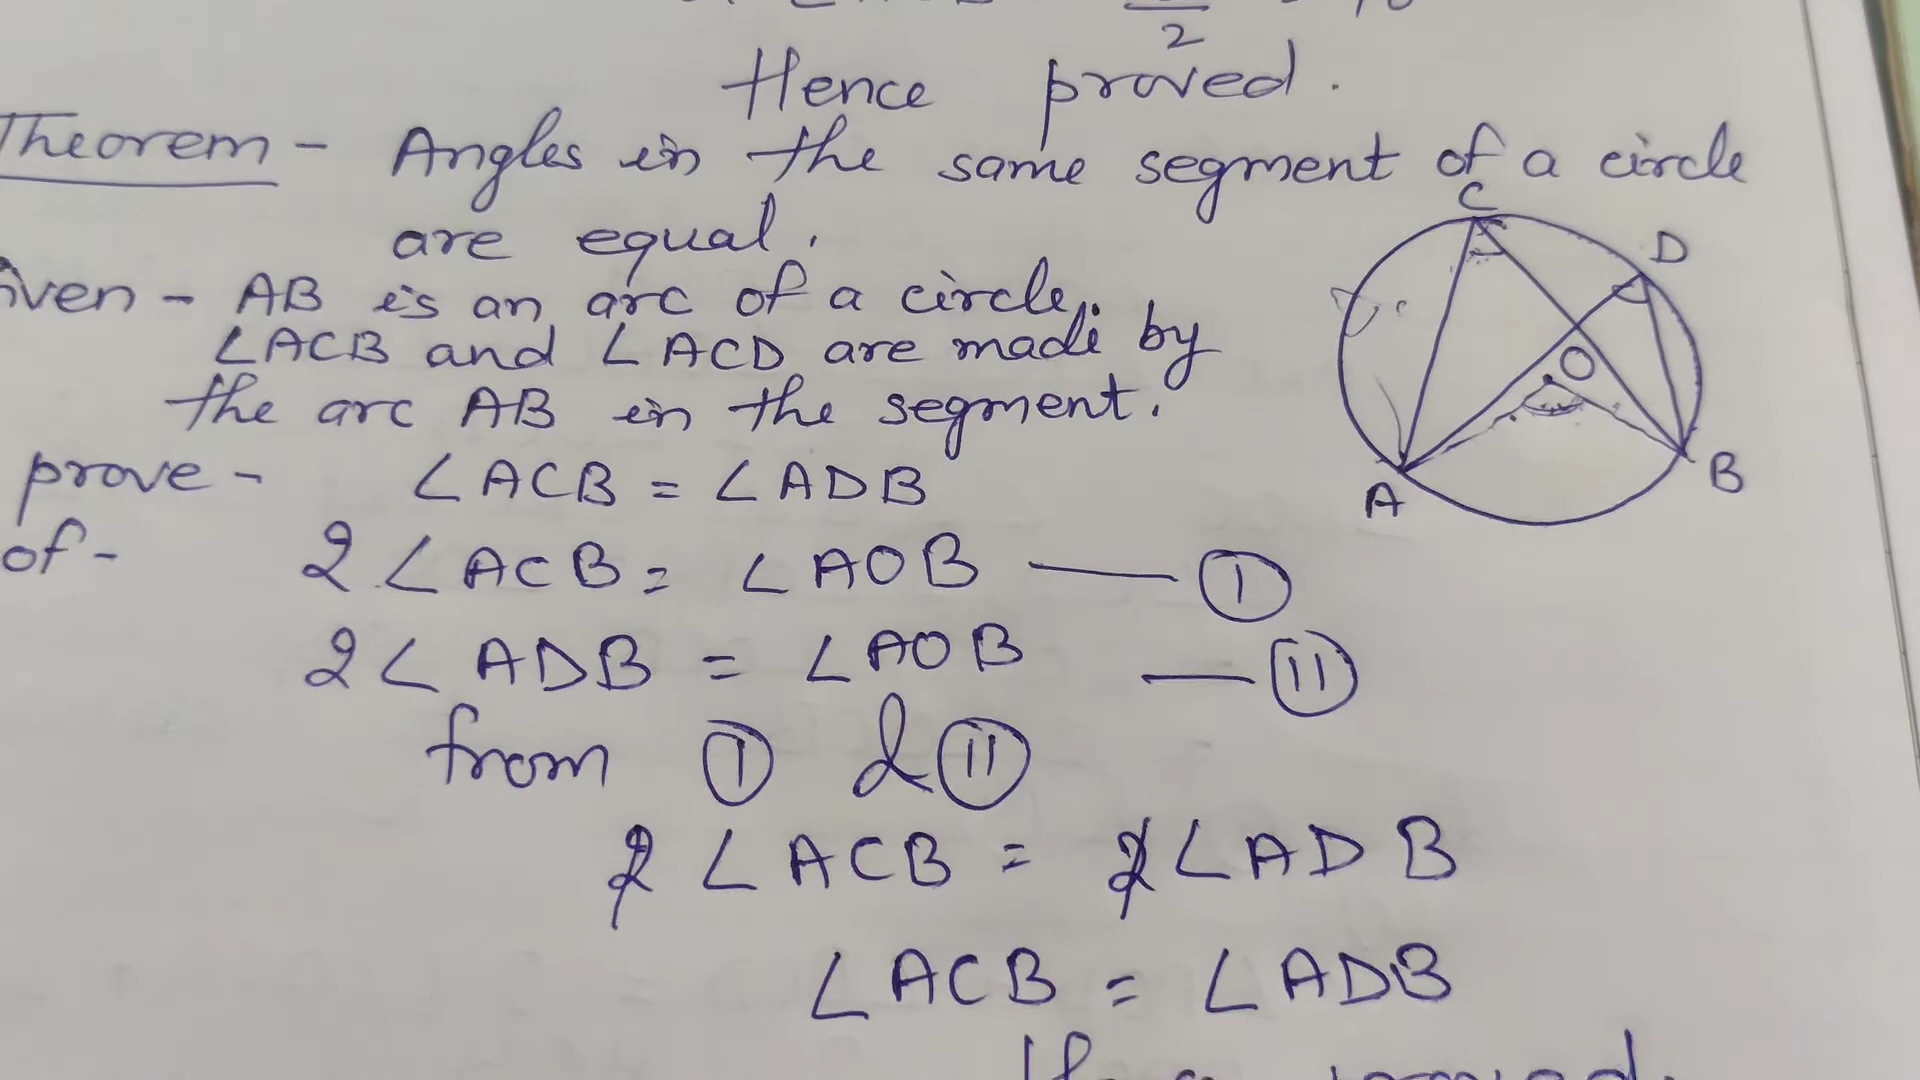 2
Hence proved.
Theorem - Angles in the same segment of a circle
are equal.
iven - AB is an arc of a circle.
∠ACB and ∠ACD are made by
the arc AB in the segment.
prove - ∠ACB = ∠ADB
of - 2∠ACB = ∠AOB — (I)
2∠ADB = ∠AOB — (II)
from (I) & (II)
2∠ACB = 2∠ADB
∠ACB = ∠ADB
C
D
O
A
B